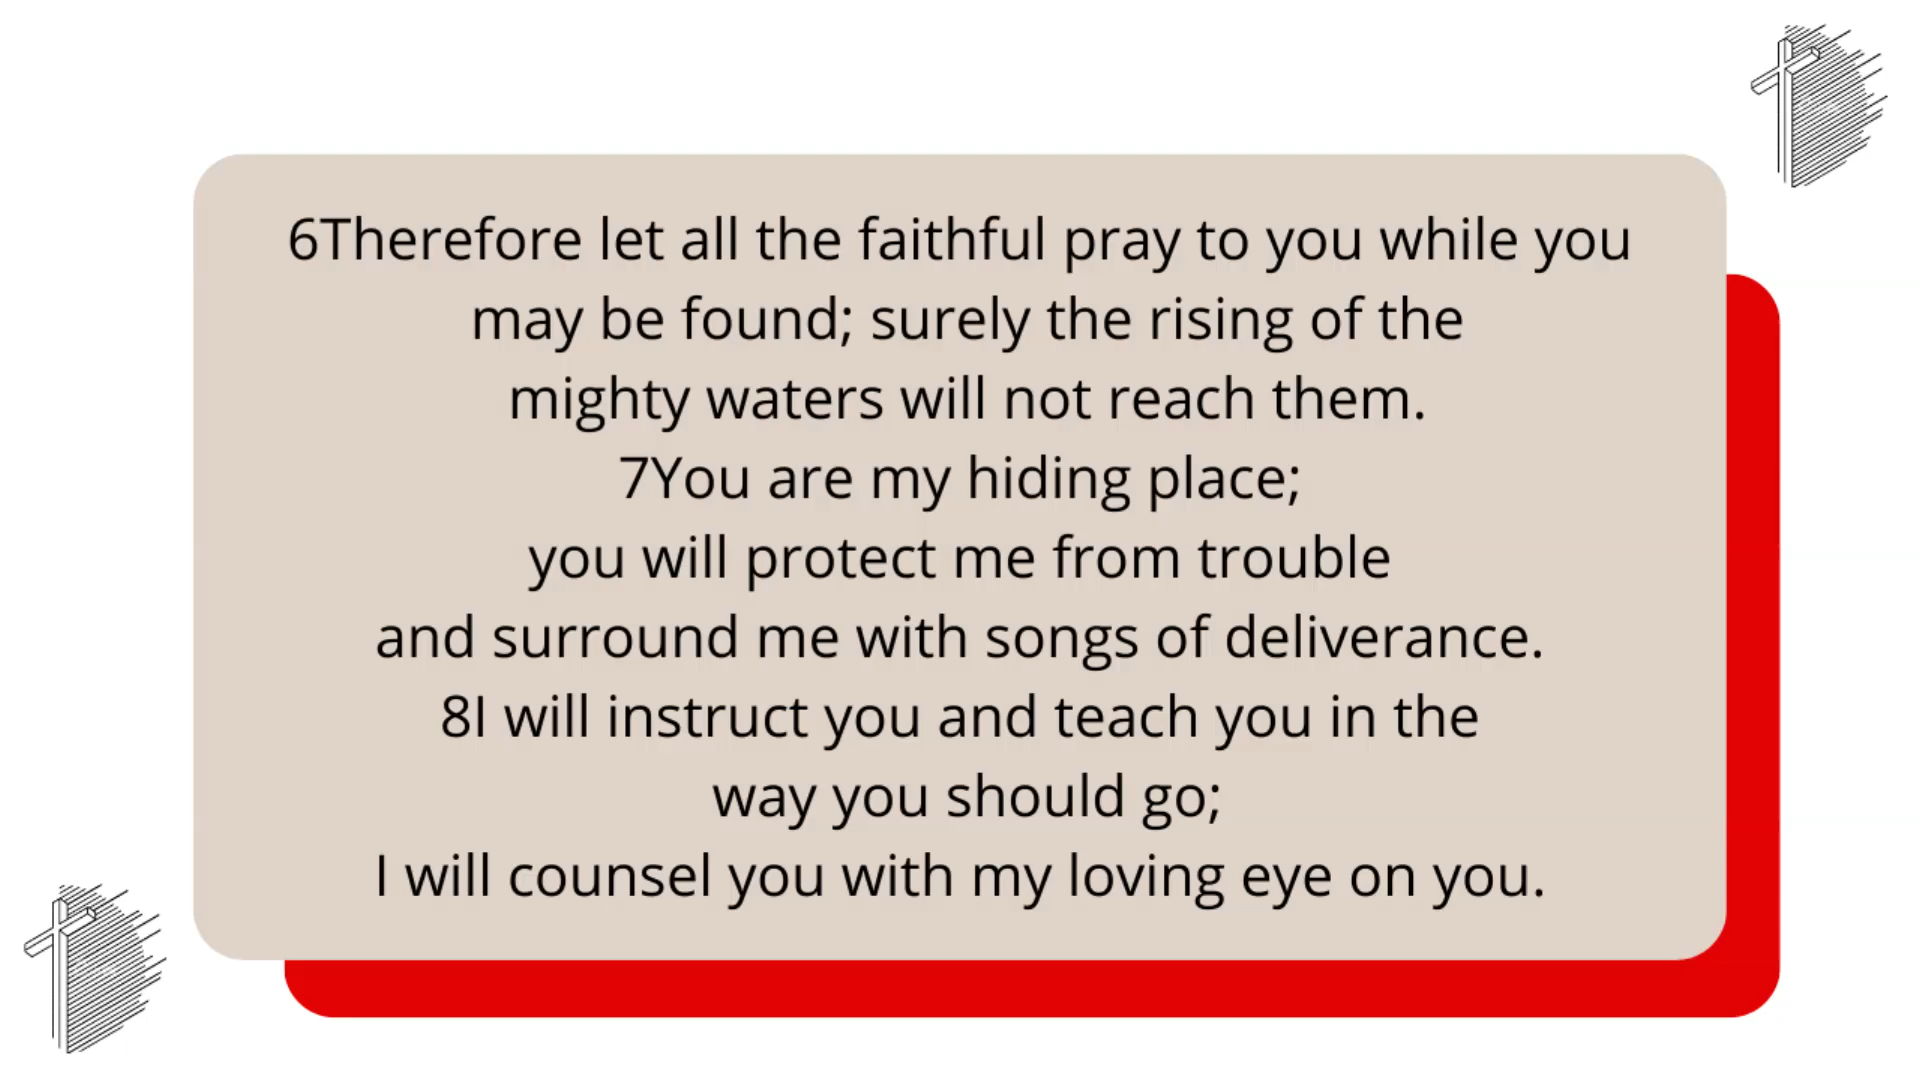 6Therefore let all the faithful pray to you while you
may be found; surely the rising of the
mighty waters will not reach them.
7You are my hiding place;
you will protect me from trouble
and surround me with songs of deliverance.
8I will instruct you and teach you in the
way you should go;
I will counsel you with my loving eye on you.